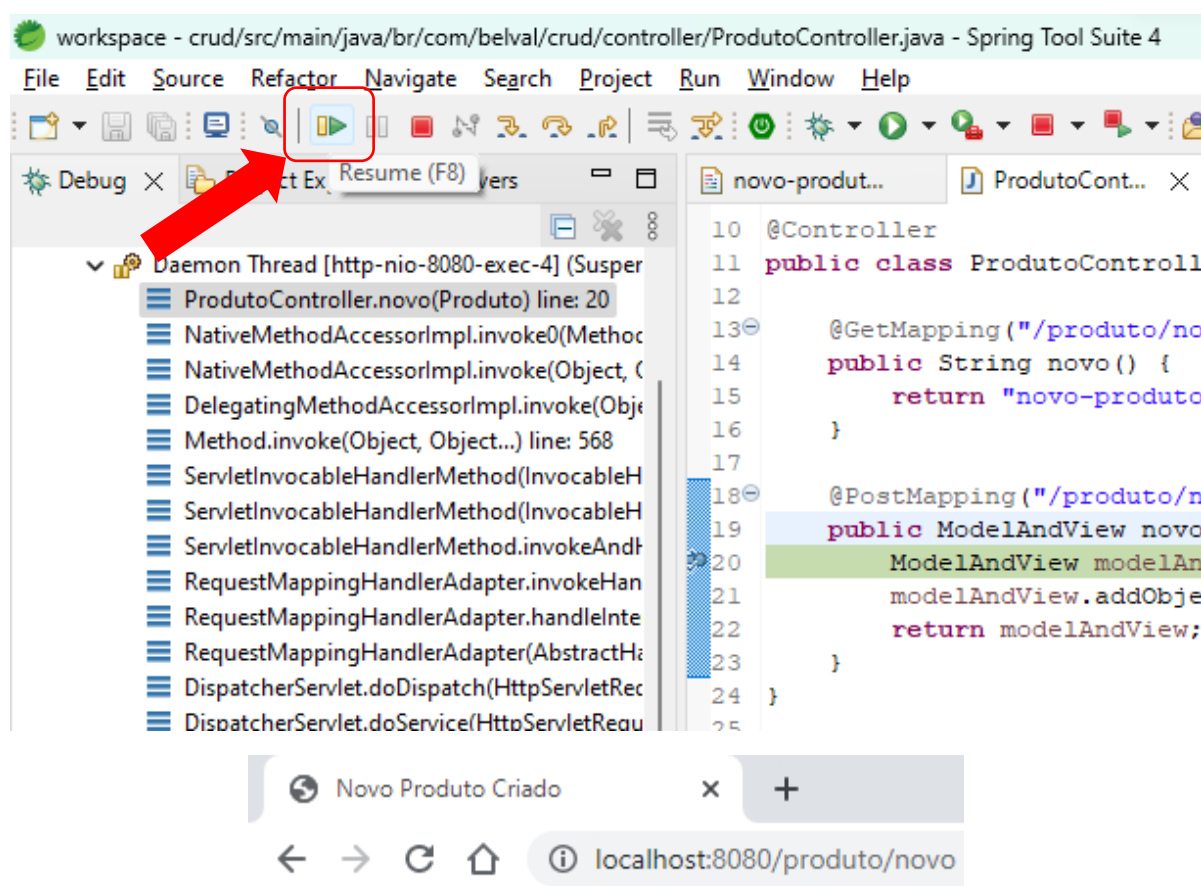 workspace - crud/src/main/java/br/com/belval/crud/controller/ProdutoController.java - Spring Tool Suite 4
File Edit Source Refactor Navigate Search Project Run Window Help
Debug ct Ex Resume (F8) vers
novo-produt... ProdutoCont...
Daemon Thread [http-nio-8080-exec-4] (Susper
ProdutoController.novo(Produto) line: 20
NativeMethodAccessorImpl.invoke0(Method
NativeMethodAccessorImpl.invoke(Object, (
DelegatingMethodAccessorImpl.invoke(Obje
Method.invoke(Object, Object...) line: 568
ServletInvocableHandlerMethod(InvocableH
ServletInvocableHandlerMethod(InvocableH
ServletInvocableHandlerMethod.invokeAndH
RequestMappingHandlerAdapter.invokeHan
RequestMappingHandlerAdapter.handleInte
RequestMappingHandlerAdapter(AbstractHa
DispatcherServlet.doDispatch(HttpServletRec
DispatcherServlet.doService(HttpServletRequ
10 @Controller
11 public class ProdutoControll
12
13 @GetMapping("/produto/no
14 public String novo() {
15 return "novo-produto
16 }
17
18 @PostMapping("/produto/n
19 public ModelAndView novo
20 ModelAndView modelAn
21 modelAndView.addObje
22 return modelAndView;
23 }
24 }
25
Novo Produto Criado
localhost:8080/produto/novo